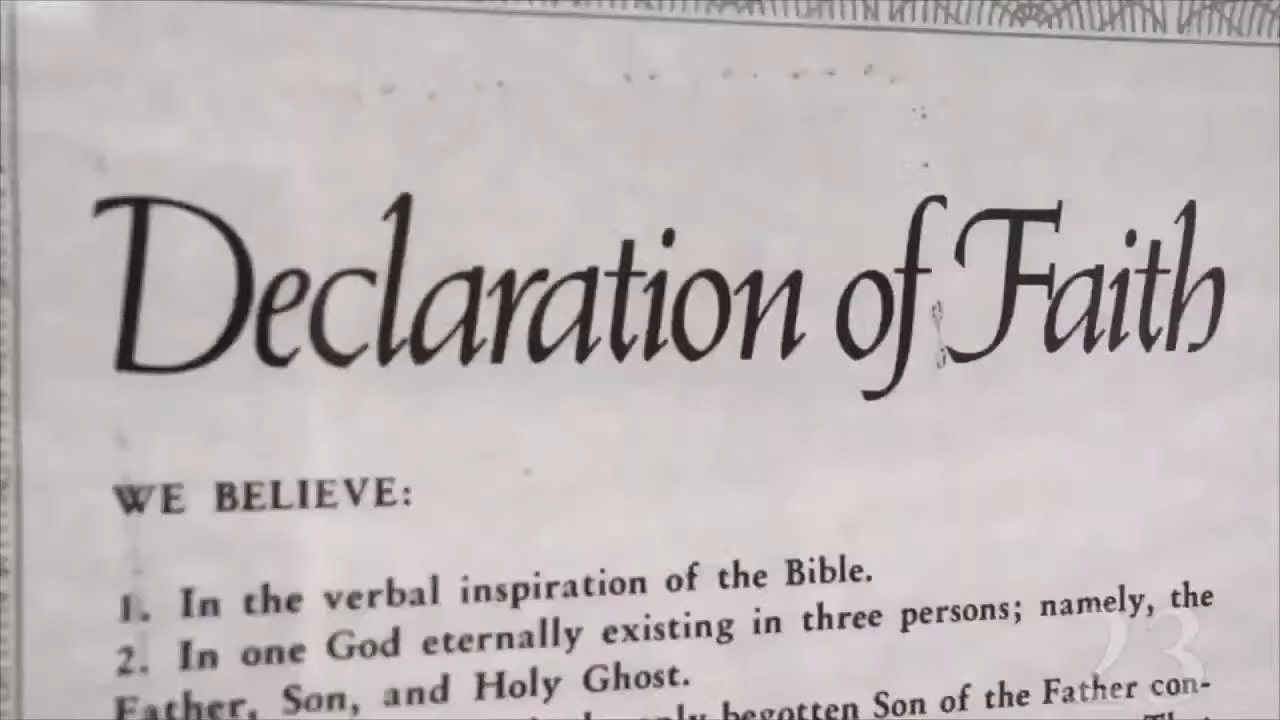 Declaration of Faith
WE BELIEVE:
1. In the verbal inspiration of the Bible.
2. In one God eternally existing in three persons; namely, the
Father, Son, and Holy Ghost.
begotten Son of the Father con-
23